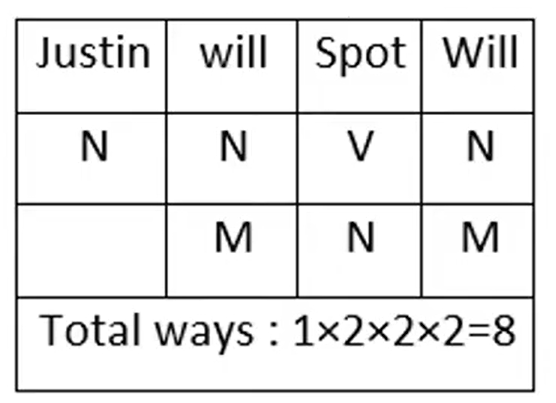 Justin will Spot Will
N N V N
M N M
Total ways : 1×2×2×2=8